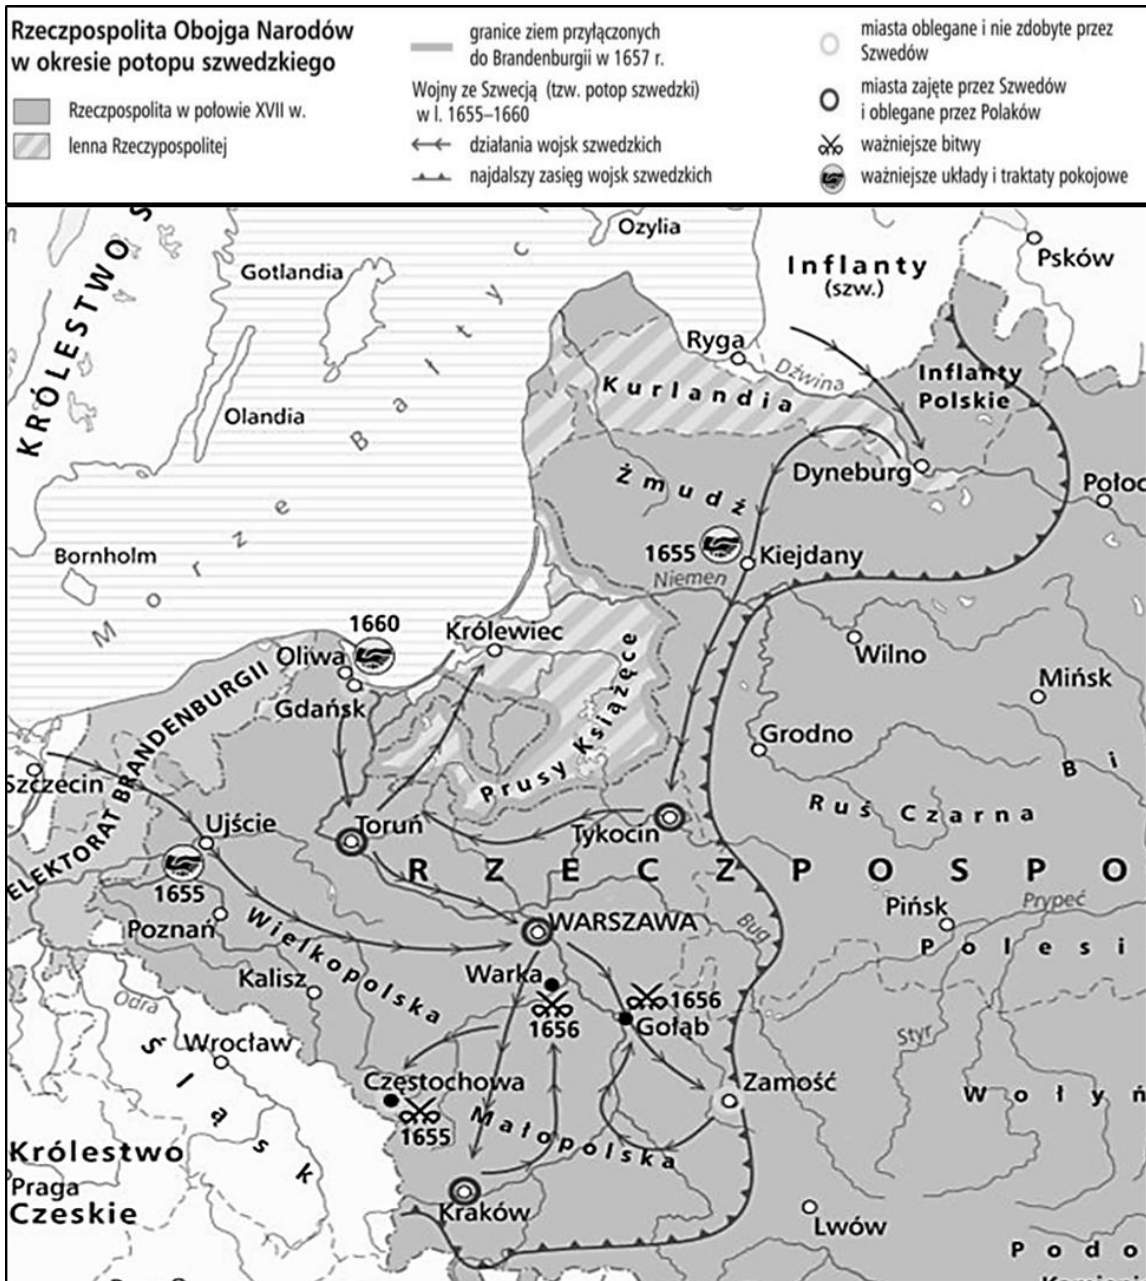 Rzeczpospolita Obojga Narodów
w okresie potopu szwedzkiego
Rzeczpospolita w połowie XVII w.
lenna Rzeczypospolitej
granice ziem przyłączonych
do Brandenburgii w 1657 r.
Wojny ze Szwecją (tzw. potop szwedzki)
w l. 1655–1660
działania wojsk szwedzkich
najdalszy zasięg wojsk szwedzkich
miasta oblegane i nie zdobyte przez
Szwedów
miasta zajęte przez Szwedów
i oblegane przez Polaków
ważniejsze bitwy
ważniejsze układy i traktaty pokojowe
KRÓLESTWO S
Gotlandia
Ozylia
Inflanty
(szw.)
Psków
Ryga
Dźwina
Inflanty
Polskie
Kurlandia
Olandia
Morze Bałtyc
Żmudź
Dyneburg
Połoc
Bornholm
1655
Kiejdany
Niemen
1660
Królewiec
Oliwa
Wilno
Gdańsk
Mińsk
Prusy Książęce
Grodno
Bi
Szczecin
ELEKTORAT BRANDENBURGII
Ruś Czarna
Ujście
Toruń
Tykocin
1655
RZECZPOSPO
Poznań
WARSZAWA
Bug
Pińsk
Prypeć
Polesi
Wielkopolska
Kalisz
Warka
1656
1656
Gołąb
Odra
Styr
Wrocław
Śląsk
Częstochowa
1655
Zamość
Wołyń
Małopolska
Królestwo
Praga
Czeskie
Kraków
Lwów
Podo